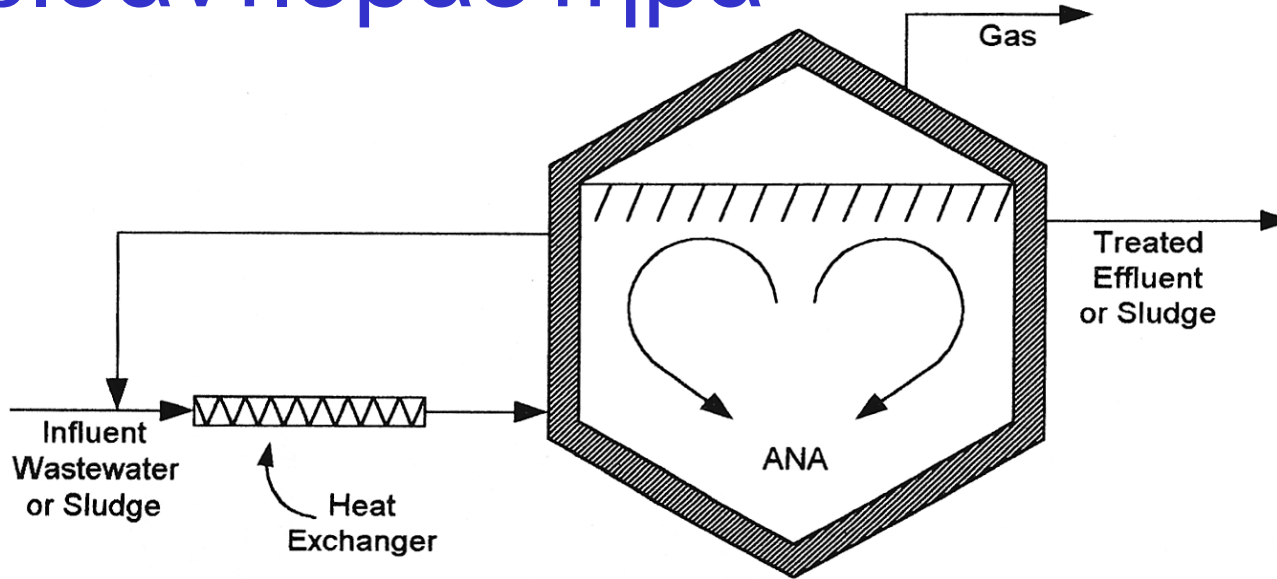 Gas
Treated
Effluent
or Sludge
Influent
Wastewater
or Sludge
Heat
Exchanger
ANA